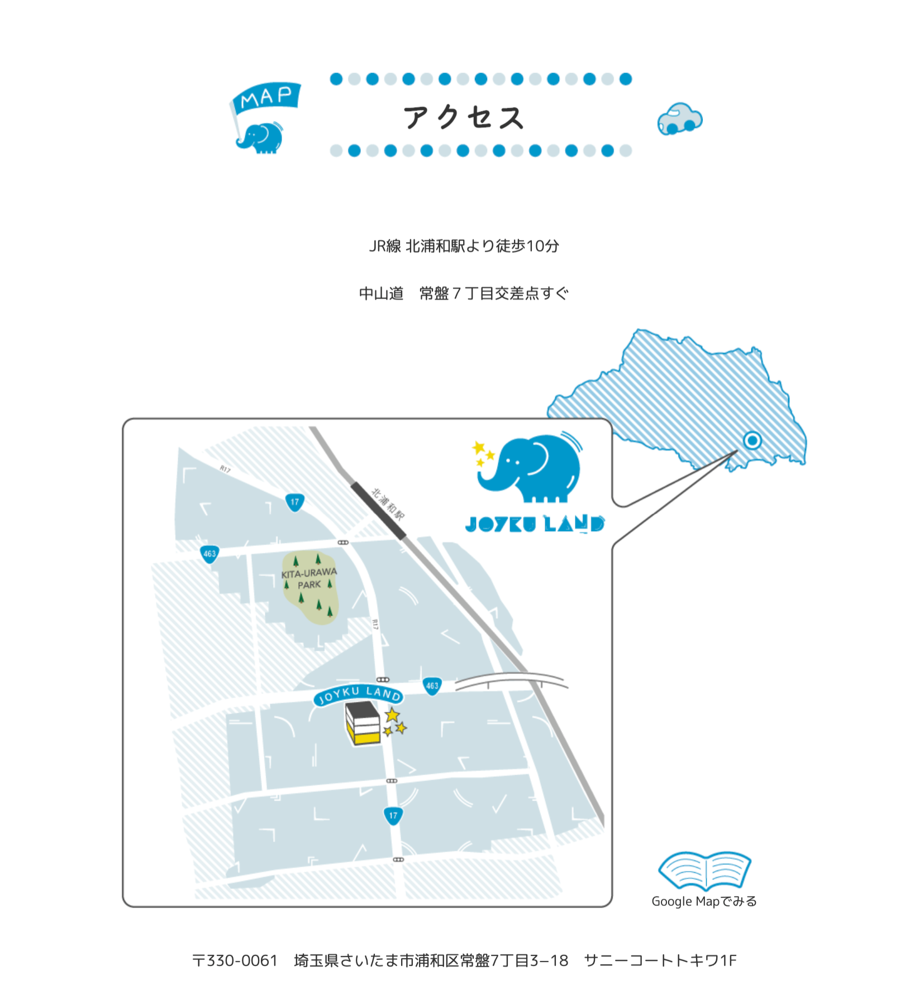 MAP
アクセス
JR線 北浦和駅より徒歩10分
中山道　常盤７丁目交差点すぐ
JOYKU LAND
R17
17
北浦和駅
463
KITA-URAWA
PARK
R17
463
JOYKU LAND
17
Google Mapでみる
〒330-0061　埼玉県さいたま市浦和区常盤7丁目3−18　サニーコートトキワ1F